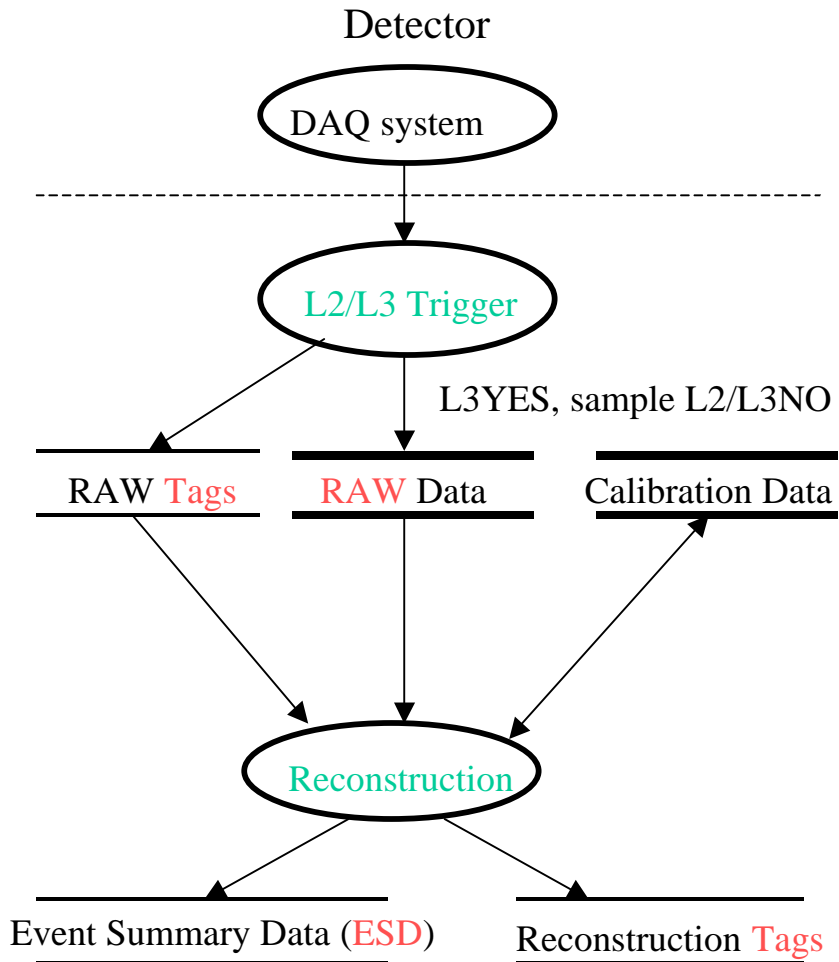 Detector
DAQ system
L2/L3 Trigger
L3YES, sample L2/L3NO
RAW Tags
RAW Data
Calibration Data
Reconstruction
Event Summary Data (ESD)
Reconstruction Tags